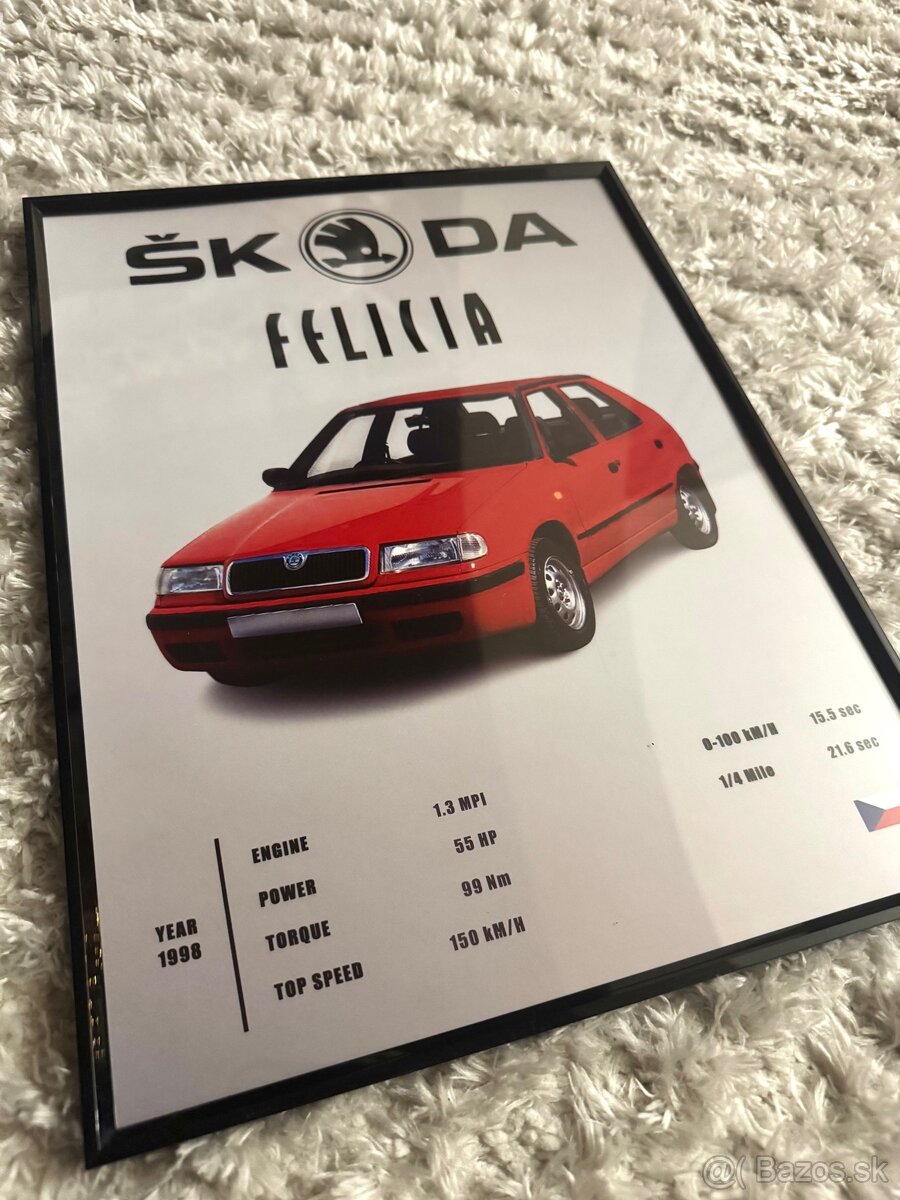 ŠKODA
FELICIA
0-100 KM/H 15.5 sec
1/4 Mile 21.6 sec
YEAR
1998
ENGINE 1.3 MPI
POWER 55 HP
TORQUE 99 Nm
TOP SPEED 150 KM/H
@( Bazos.sk